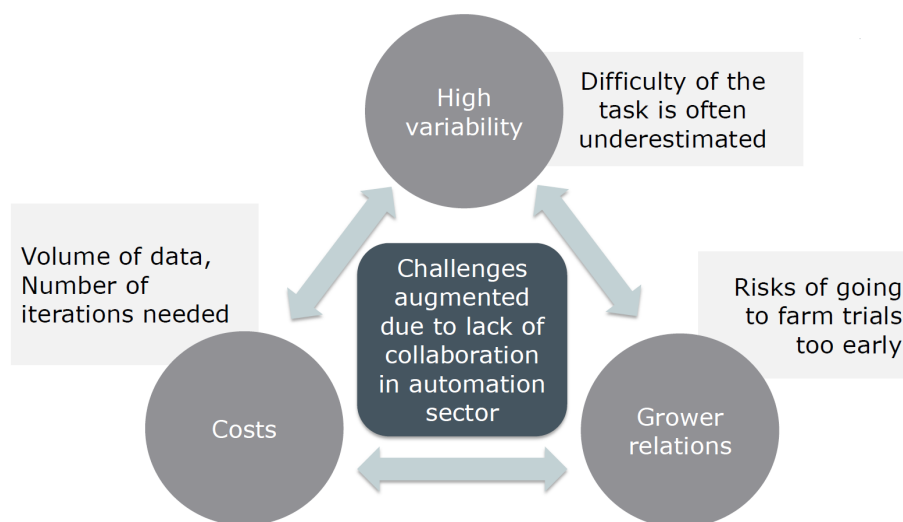 High
variability
Difficulty of the
task is often
underestimated
Volume of data,
Number of
iterations needed
Challenges
augmented
due to lack of
collaboration
in automation
sector
Risks of going
to farm trials
too early
Costs
Grower
relations